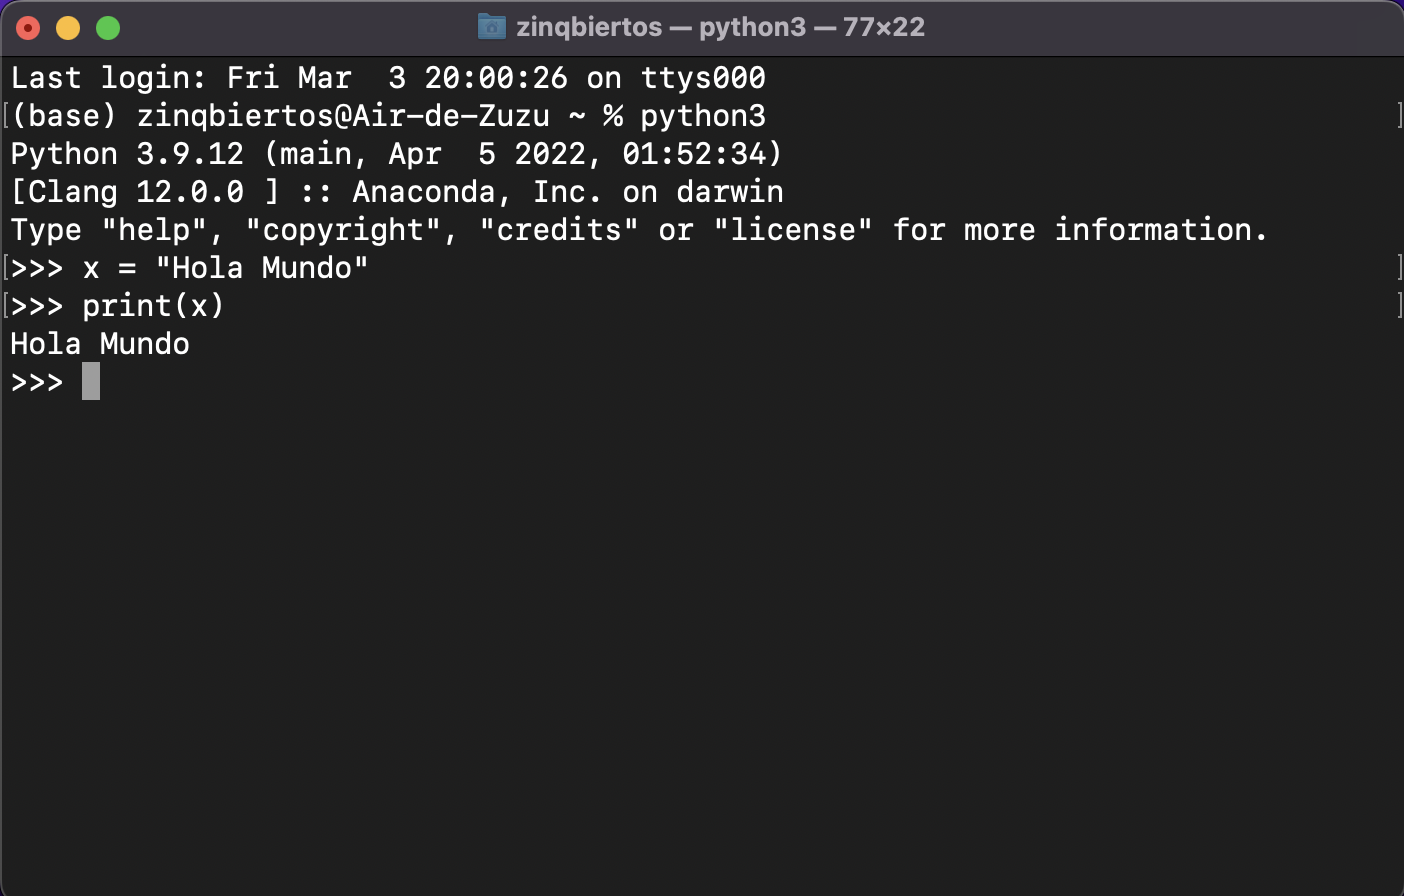 zinqbiertos — python3 — 77×22
Last login: Fri Mar  3 20:00:26 on ttys000
[(base) zinqbiertos@Air-de-Zuzu ~ % python3 ]
Python 3.9.12 (main, Apr  5 2022, 01:52:34)
[Clang 12.0.0 ] :: Anaconda, Inc. on darwin
Type "help", "copyright", "credits" or "license" for more information.
[>>> x = "Hola Mundo" ]
[>>> print(x) ]
Hola Mundo
>>>